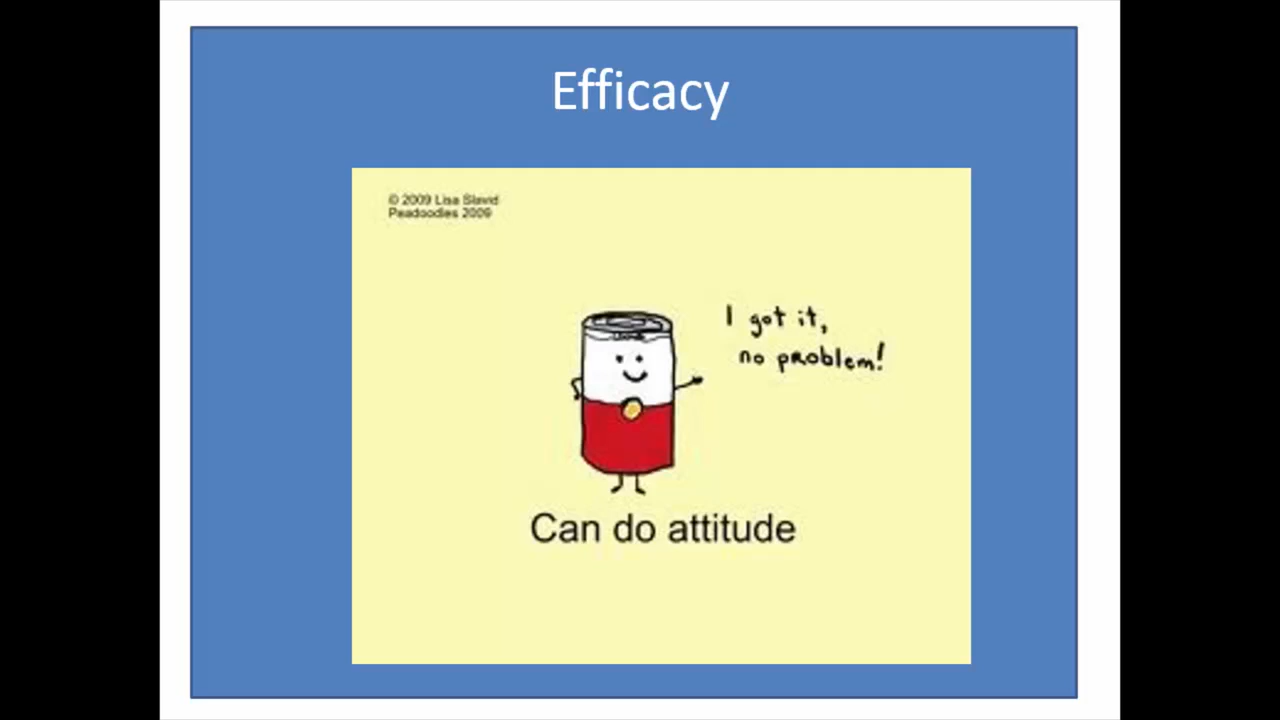 Efficacy
© 2009 Lisa Slavid
Peadoodles 2009
I got it,
no problem!
Can do attitude